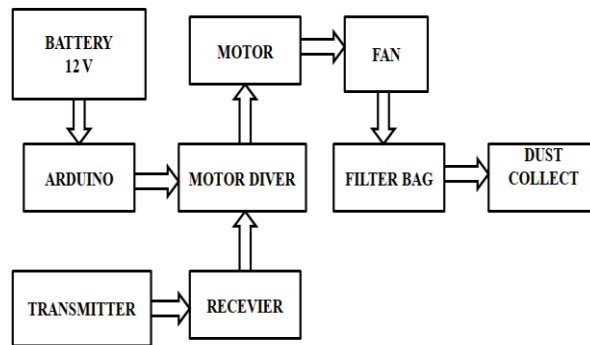 BATTERY
12 V
MOTOR
FAN
ARDUINO
MOTOR DIVER
FILTER BAG
DUST
COLLECT
TRANSMITTER
RECEVIER